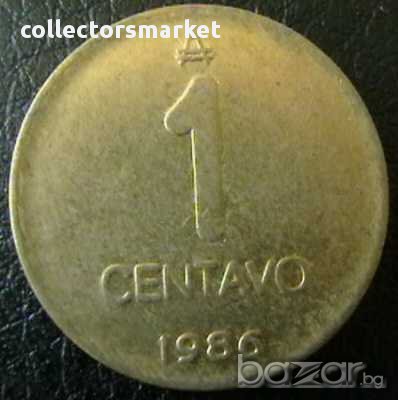 collectorsmarket
₳
1
CENTAVO
1986
bazar.bg